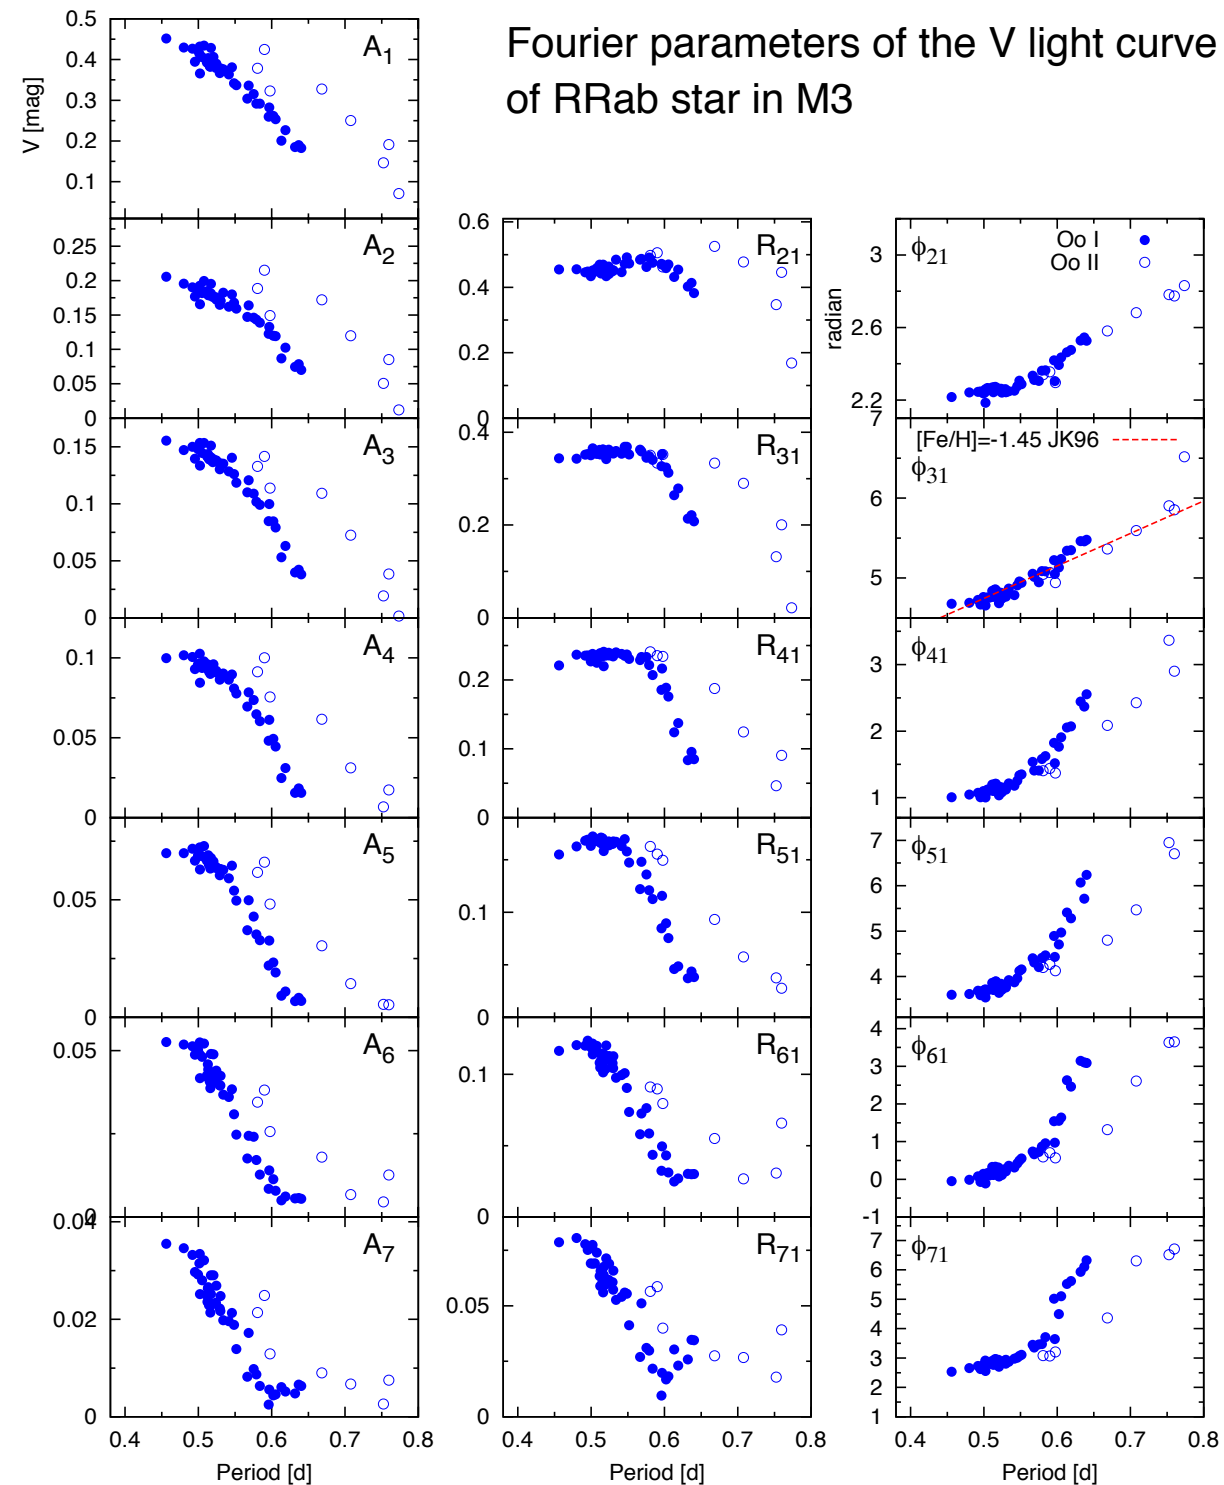 Fourier parameters of the V light curve
of RRab star in M3
0.5
0.4
0.3
0.2
0.1
V [mag]
A1
0.25
0.2
0.15
0.1
0.05
0
A2
0.15
0.1
0.05
0
A3
0.1
0.05
0
A4
0.05
0
A5
0.05
0
A6
0.04
0.02
0
A7
0.4 0.5 0.6 0.7 0.8
Period [d]
0.6
0.4
0.2
0
R21
0.4
0.2
0
R31
0.2
0.1
0
R41
0.1
0
R51
0.1
0
R61
0.05
0
R71
0.4 0.5 0.6 0.7 0.8
Period [d]
3
2.6
2.2
radian
ϕ21
Oo I
Oo II
7
6
5
[Fe/H]=-1.45 JK96
ϕ31
3
2
1
ϕ41
7
6
5
4
3
ϕ51
4
3
2
1
0
-1
ϕ61
7
6
5
4
3
2
1
ϕ71
0.4 0.5 0.6 0.7 0.8
Period [d]